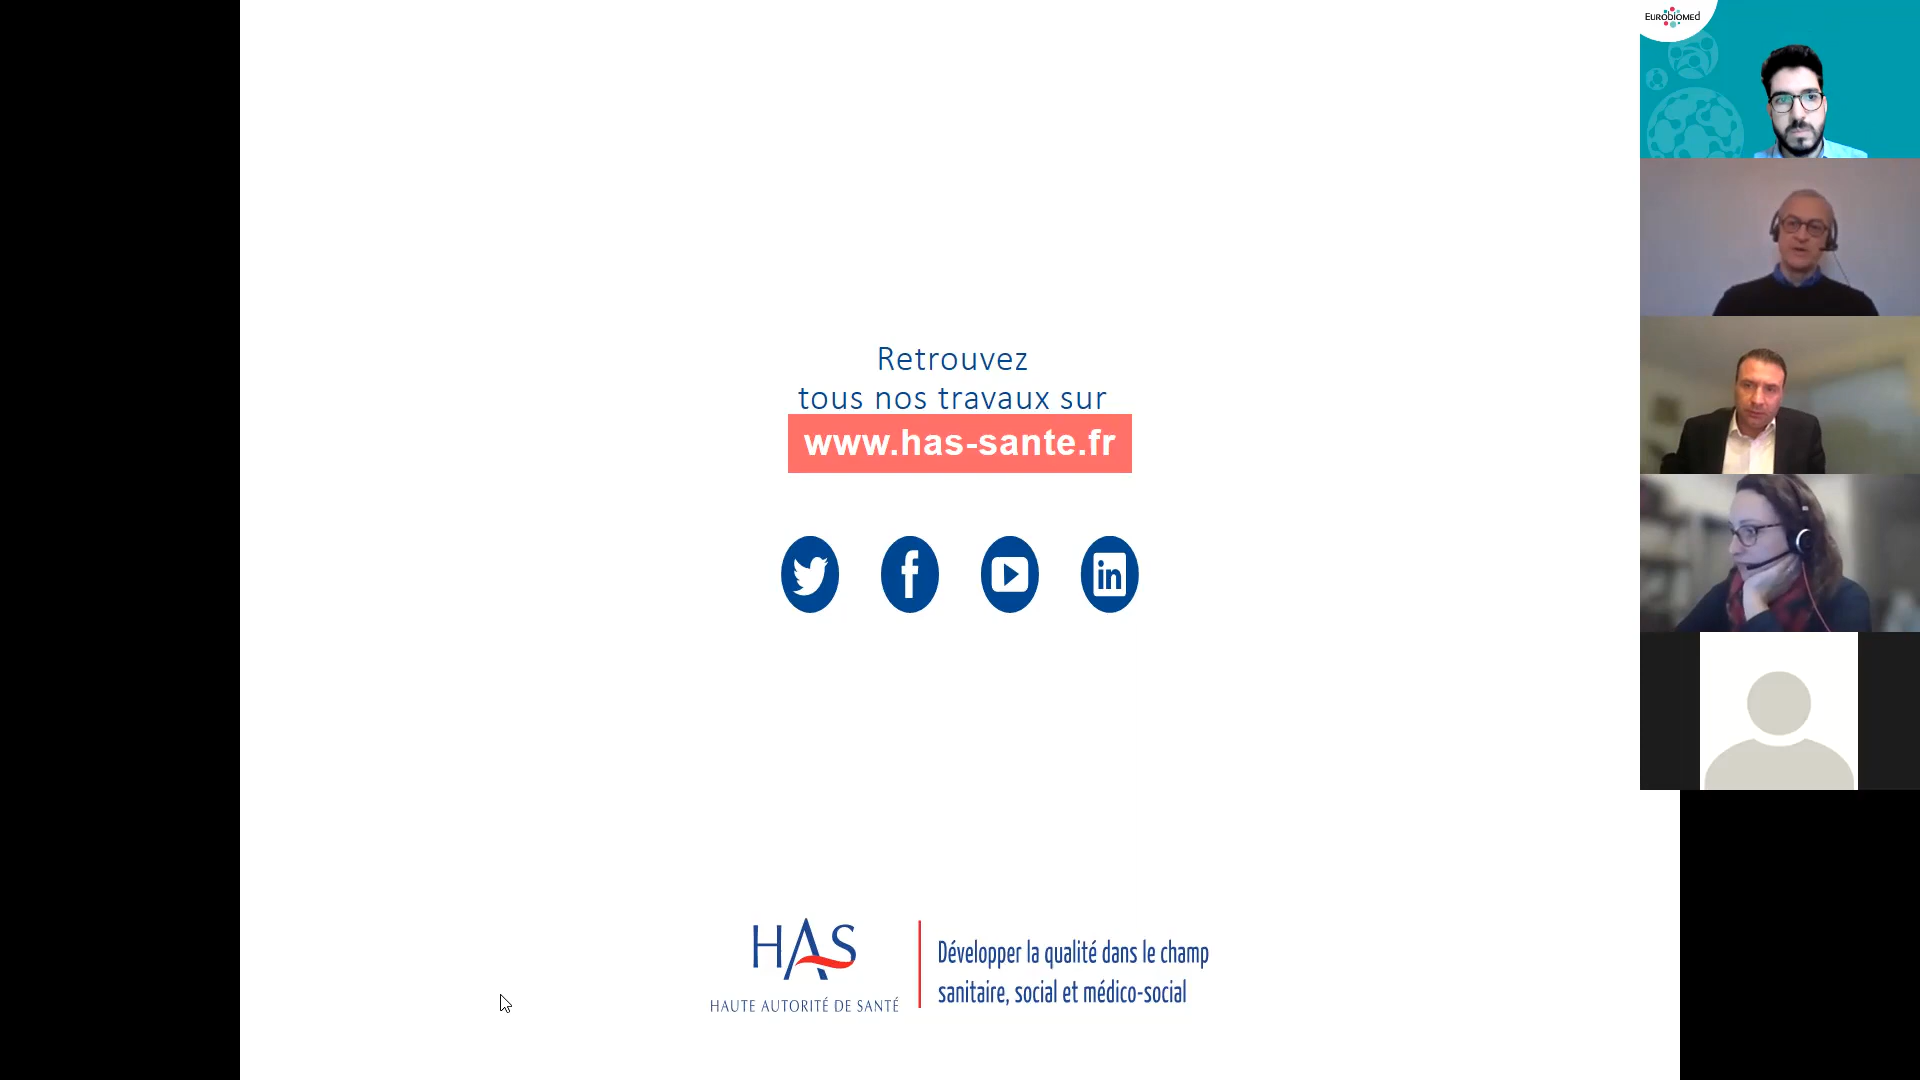 EUROBIOMED
Retrouvez
tous nos travaux sur
www.has-sante.fr
in
HAS
HAUTE AUTORITÉ DE SANTÉ
Développer la qualité dans le champ
sanitaire, social et médico-social